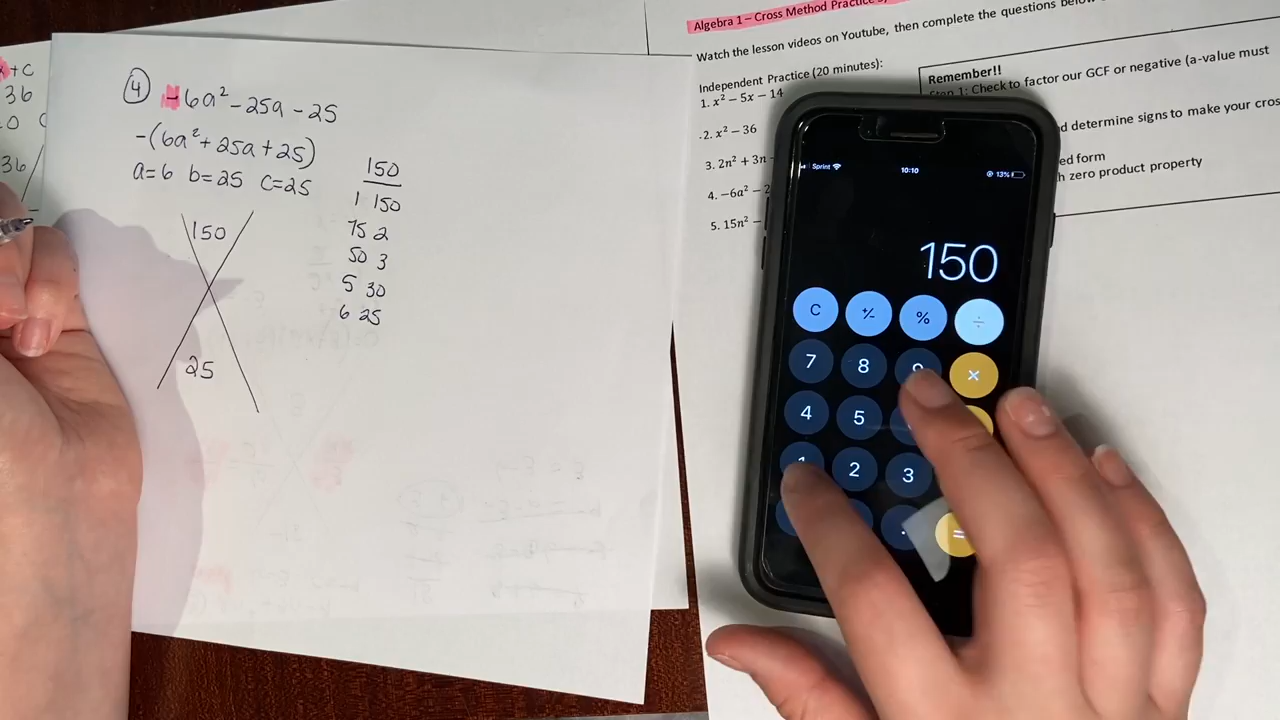 + C
36
36
4
-6a² - 25a - 25
-(6a² + 25a + 25)
a=6 b=25 c=25
150
25
150
1 150
75 2
50 3
5 30
6 25
Algebra 1 – Cross Method Practice
Watch the lesson videos on Youtube, then complete the questions below
Independent Practice (20 minutes):
1. x² – 5x – 14
2. x² – 36
3. 2n² + 3n –
4. –6a² – 2
5. 15n² –
Remember!!
Step 1: Check to factor our GCF or negative (a-value must
d determine signs to make your cros
ed form
zero product property
Sprint 10:10 13%
150
C +/- % ÷
7 8 9 ×
4 5
1 2 3
. =